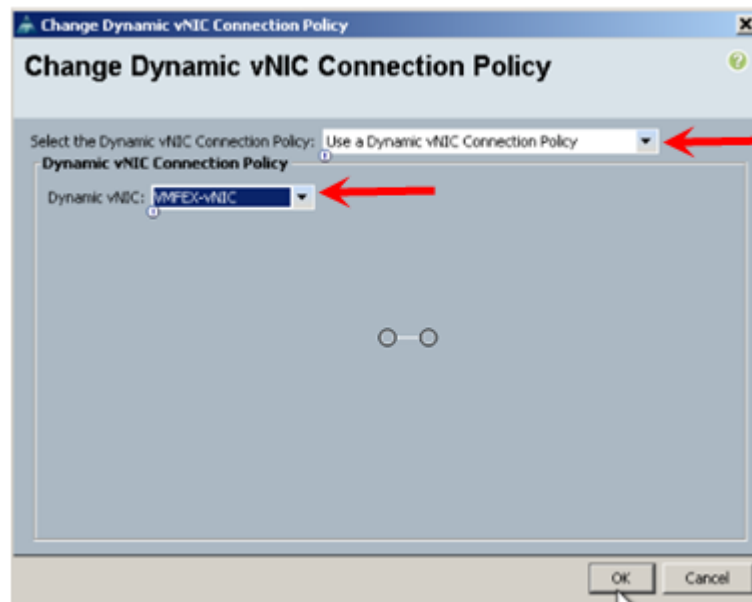 Change Dynamic vNIC Connection Policy
Change Dynamic vNIC Connection Policy
Select the Dynamic vNIC Connection Policy: Use a Dynamic vNIC Connection Policy
Dynamic vNIC Connection Policy
Dynamic vNIC: VMFEX-vNIC
OK Cancel